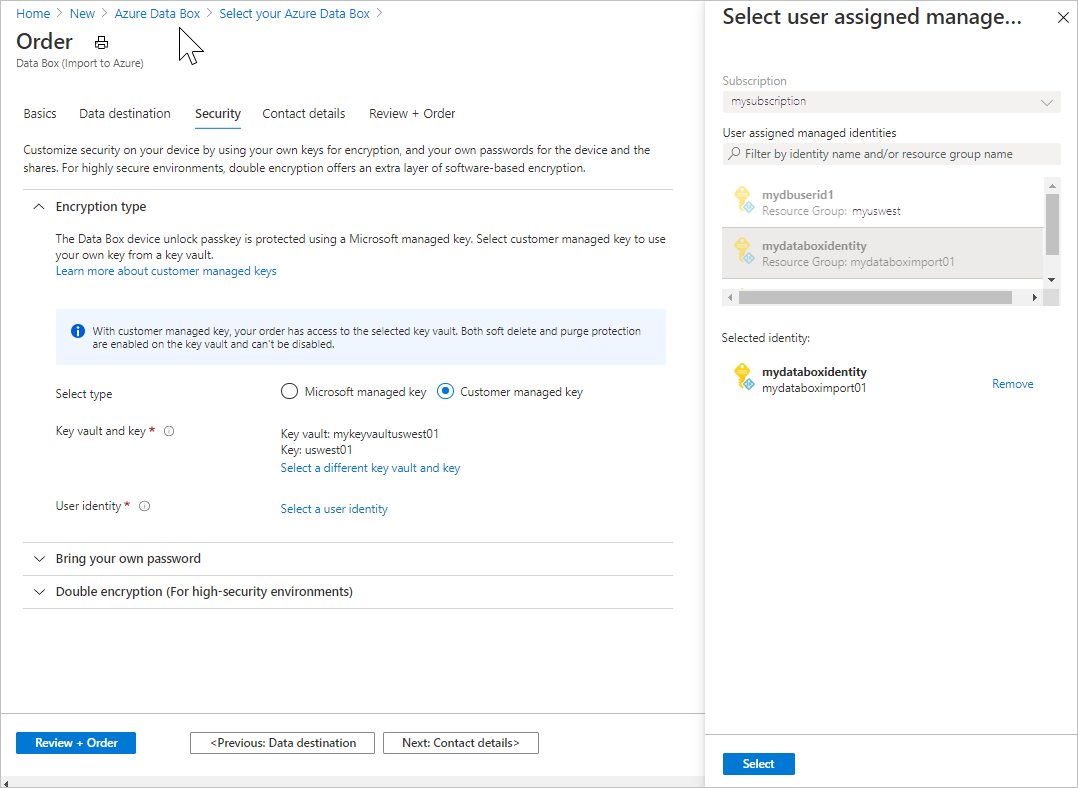 Home > New > Azure Data Box > Select your Azure Data Box >
Order
Data Box (Import to Azure)
Basics Data destination Security Contact details Review + Order
Customize security on your device by using your own keys for encryption, and your own passwords for the device and the
shares. For highly secure environments, double encryption offers an extra layer of software-based encryption.
Encryption type
The Data Box device unlock passkey is protected using a Microsoft managed key. Select customer managed key to use
your own key from a key vault.
Learn more about customer managed keys
With customer managed key, your order has access to the selected key vault. Both soft delete and purge protection
are enabled on the key vault and can't be disabled.
Select type Microsoft managed key Customer managed key
Key vault and key *
Key vault: mykeyvaultuswest01
Key: uswest01
Select a different key vault and key
User identity * Select a user identity
Bring your own password
Double encryption (For high-security environments)
Review + Order <Previous: Data destination Next: Contact details>
Select user assigned manage...
Subscription
mysubscription
User assigned managed identities
Filter by identity name and/or resource group name
mydbuserid1
Resource Group: myuswest
mydataboxidentity
Resource Group: mydataboximport01
Selected identity:
mydataboxidentity
mydataboximport01
Remove
Select